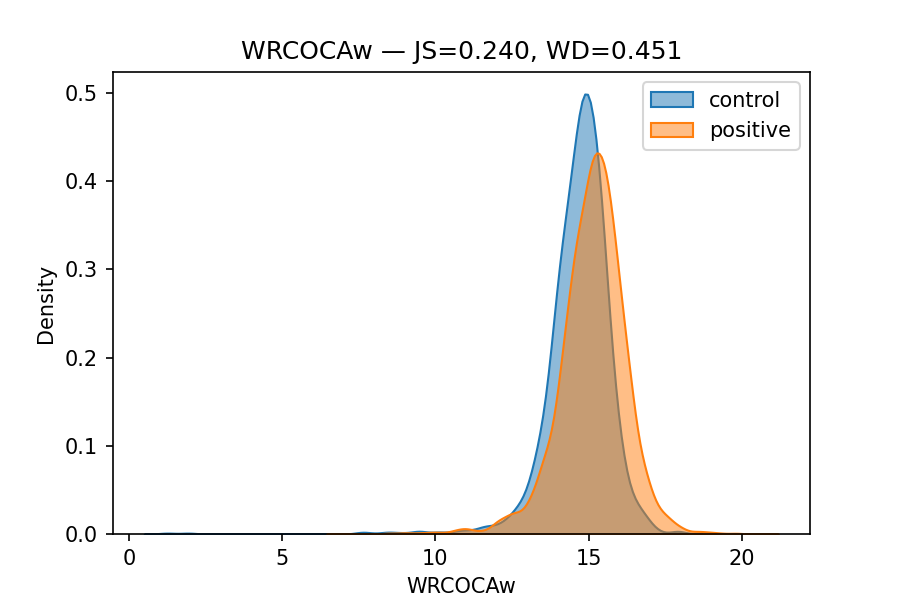 WRCOCAw — JS=0.240, WD=0.451
control
positive
Density
0.5
0.4
0.3
0.2
0.1
0.0
0 5 10 15 20
WRCOCAw